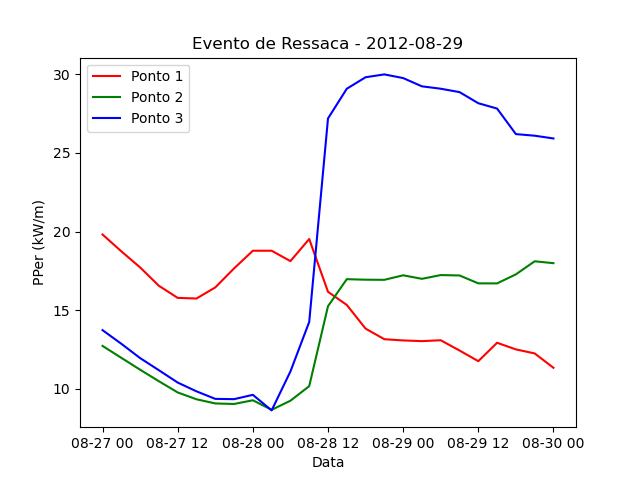 Evento de Ressaca - 2012-08-29
Ponto 1
Ponto 2
Ponto 3
PPer (kW/m)
30
25
20
15
10
08-27 00 08-27 12 08-28 00 08-28 12 08-29 00 08-29 12 08-30 00
Data